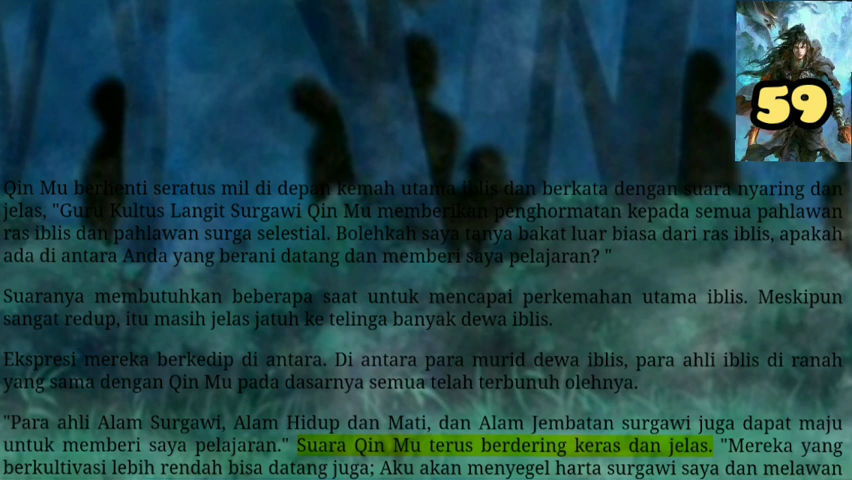 59
Qin Mu berhenti seratus mil di depan kemah utama iblis dan berkata dengan suara nyaring dan
jelas, "Guru Kultus Langit Surgawi Qin Mu memberikan penghormatan kepada semua pahlawan
ras iblis dan pahlawan surga selestial. Bolehkah saya tanya bakat luar biasa dari ras iblis, apakah
ada di antara Anda yang berani datang dan memberi saya pelajaran? "
Suaranya membutuhkan beberapa saat untuk mencapai perkemahan utama iblis. Meskipun
sangat redup, itu masih jelas jatuh ke telinga banyak dewa iblis.
Ekspresi mereka berkedip di antara. Di antara para murid dewa iblis, para ahli iblis di ranah
yang sama dengan Qin Mu pada dasarnya semua telah terbunuh olehnya.
"Para ahli Alam Surgawi, Alam Hidup dan Mati, dan Alam Jembatan surgawi juga dapat maju
untuk memberi saya pelajaran." Suara Qin Mu terus berdering keras dan jelas. "Mereka yang
berkultivasi lebih rendah bisa datang juga; Aku akan menyegel harta surgawi saya dan melawan